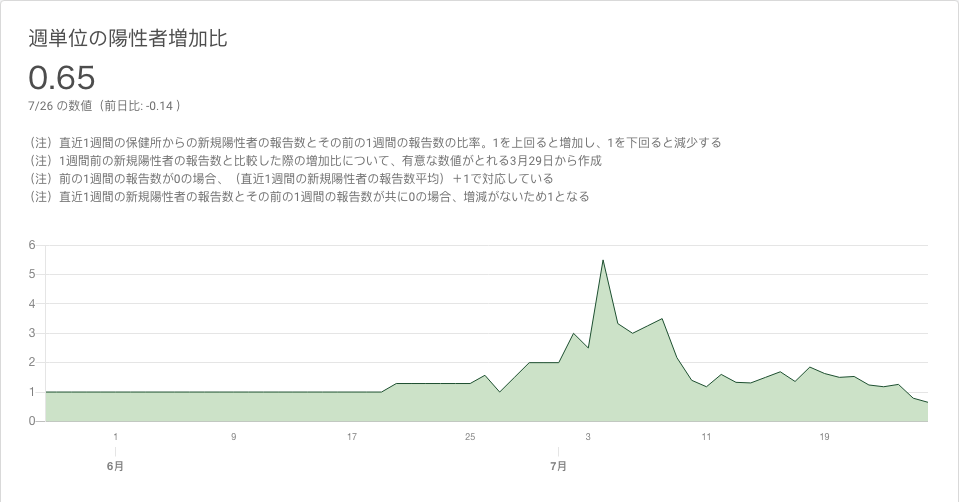 週単位の陽性者増加比
0.65
7/26 の数値（前日比: -0.14 ）
（注）直近1週間の保健所からの新規陽性者の報告数とその前の1週間の報告数の比率。1を上回ると増加し、1を下回ると減少する
（注）1週間前の新規陽性者の報告数と比較した際の増加比について、有意な数値がとれる3月29日から作成
（注）前の1週間の報告数が0の場合、（直近1週間の新規陽性者の報告数平均）＋1で対応している
（注）直近1週間の新規陽性者の報告数とその前の1週間の報告数が共に0の場合、増減がないため1となる
6
5
4
3
2
1
0
1 9 17 25 3 11 19
6月 7月